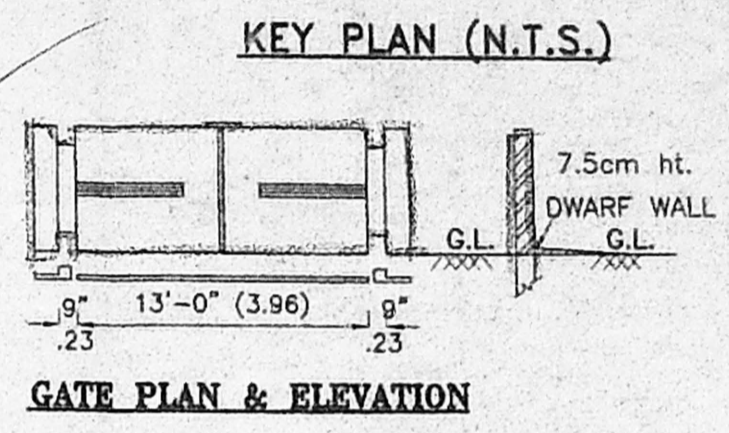 KEY PLAN (N.T.S.)
7.5cm ht.
DWARF WALL
G.L. G.L.
9" 13'-0" (3.96) 9"
.23 .23
GATE PLAN & ELEVATION